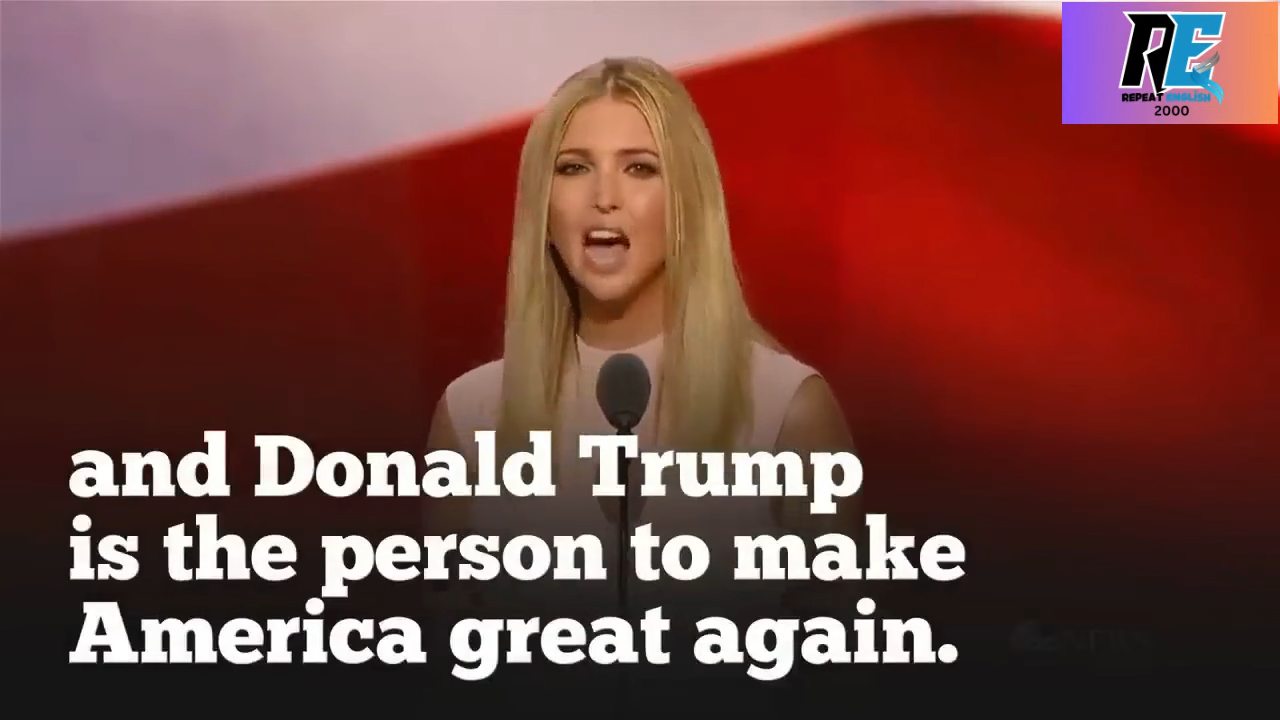 RE
REPEAT ENGLISH
2000
and Donald Trump
is the person to make
America great again.